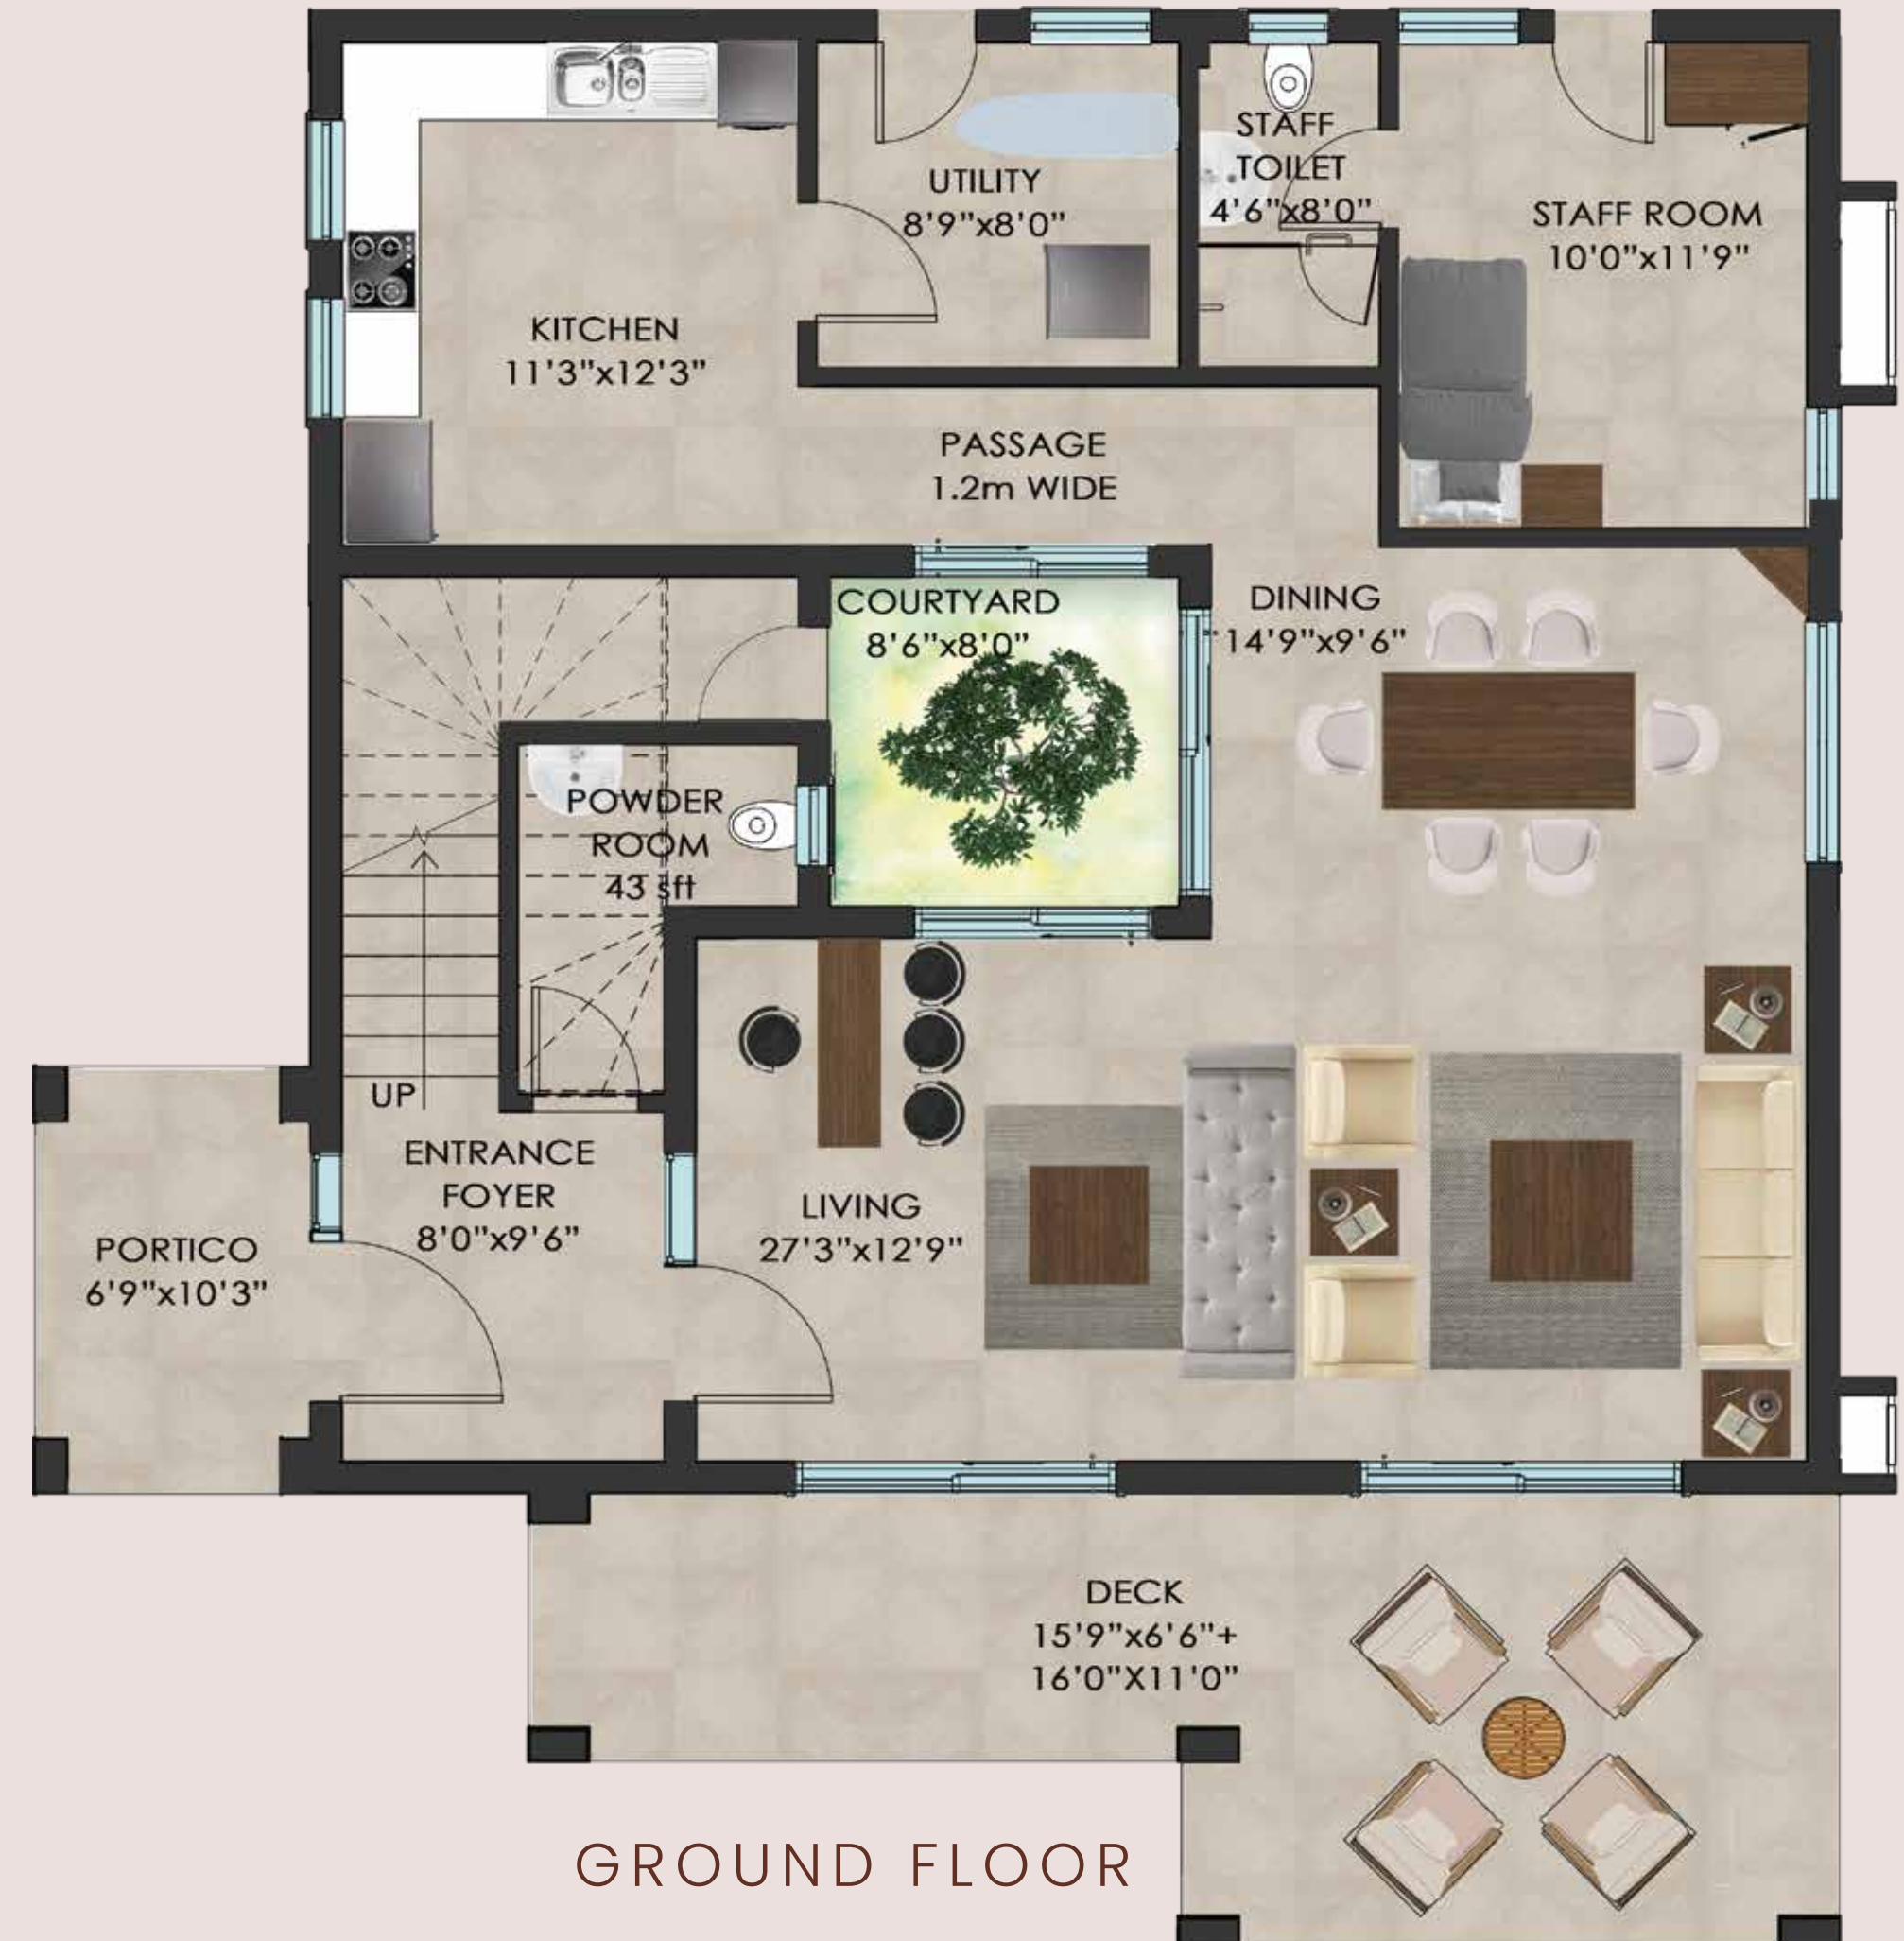 STAFF
TOILET
4'6"x8'0"
UTILITY
8'9"x8'0"
STAFF ROOM
10'0"x11'9"
KITCHEN
11'3"x12'3"
PASSAGE
1.2m WIDE
COURTYARD
8'6"x8'0"
DINING
14'9"x9'6"
POWDER
ROOM
43 sft
UP
ENTRANCE
FOYER
8'0"x9'6"
LIVING
27'3"x12'9"
PORTICO
6'9"x10'3"
DECK
15'9"x6'6"+
16'0"X11'0"
GROUND FLOOR